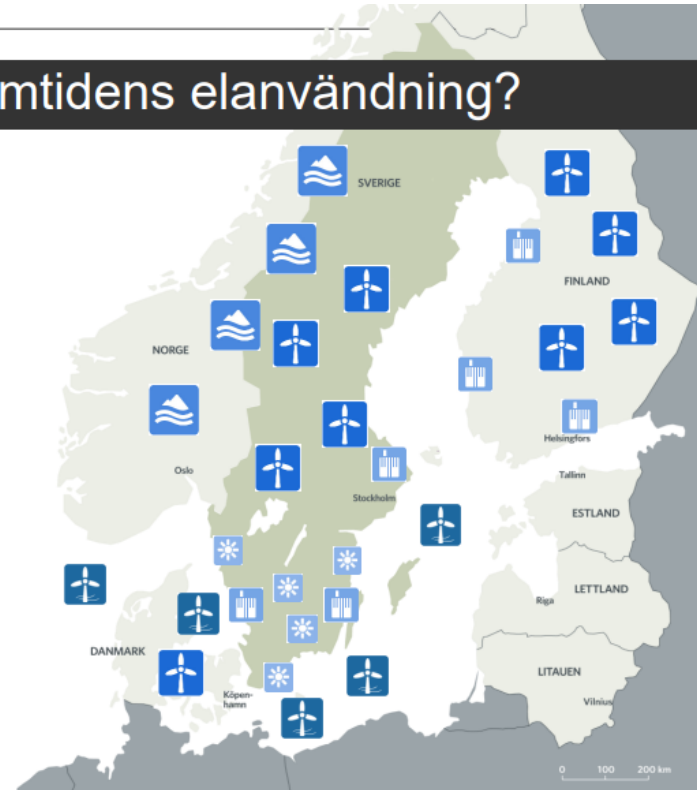 mtidens elanvändning?
SVERIGE
FINLAND
NORGE
Helsingfors
Oslo
Tallinn
Stockholm
ESTLAND
LETTLAND
Riga
DANMARK
LITAUEN
Köpen-
hamn
Vilnius
0 100 200 km